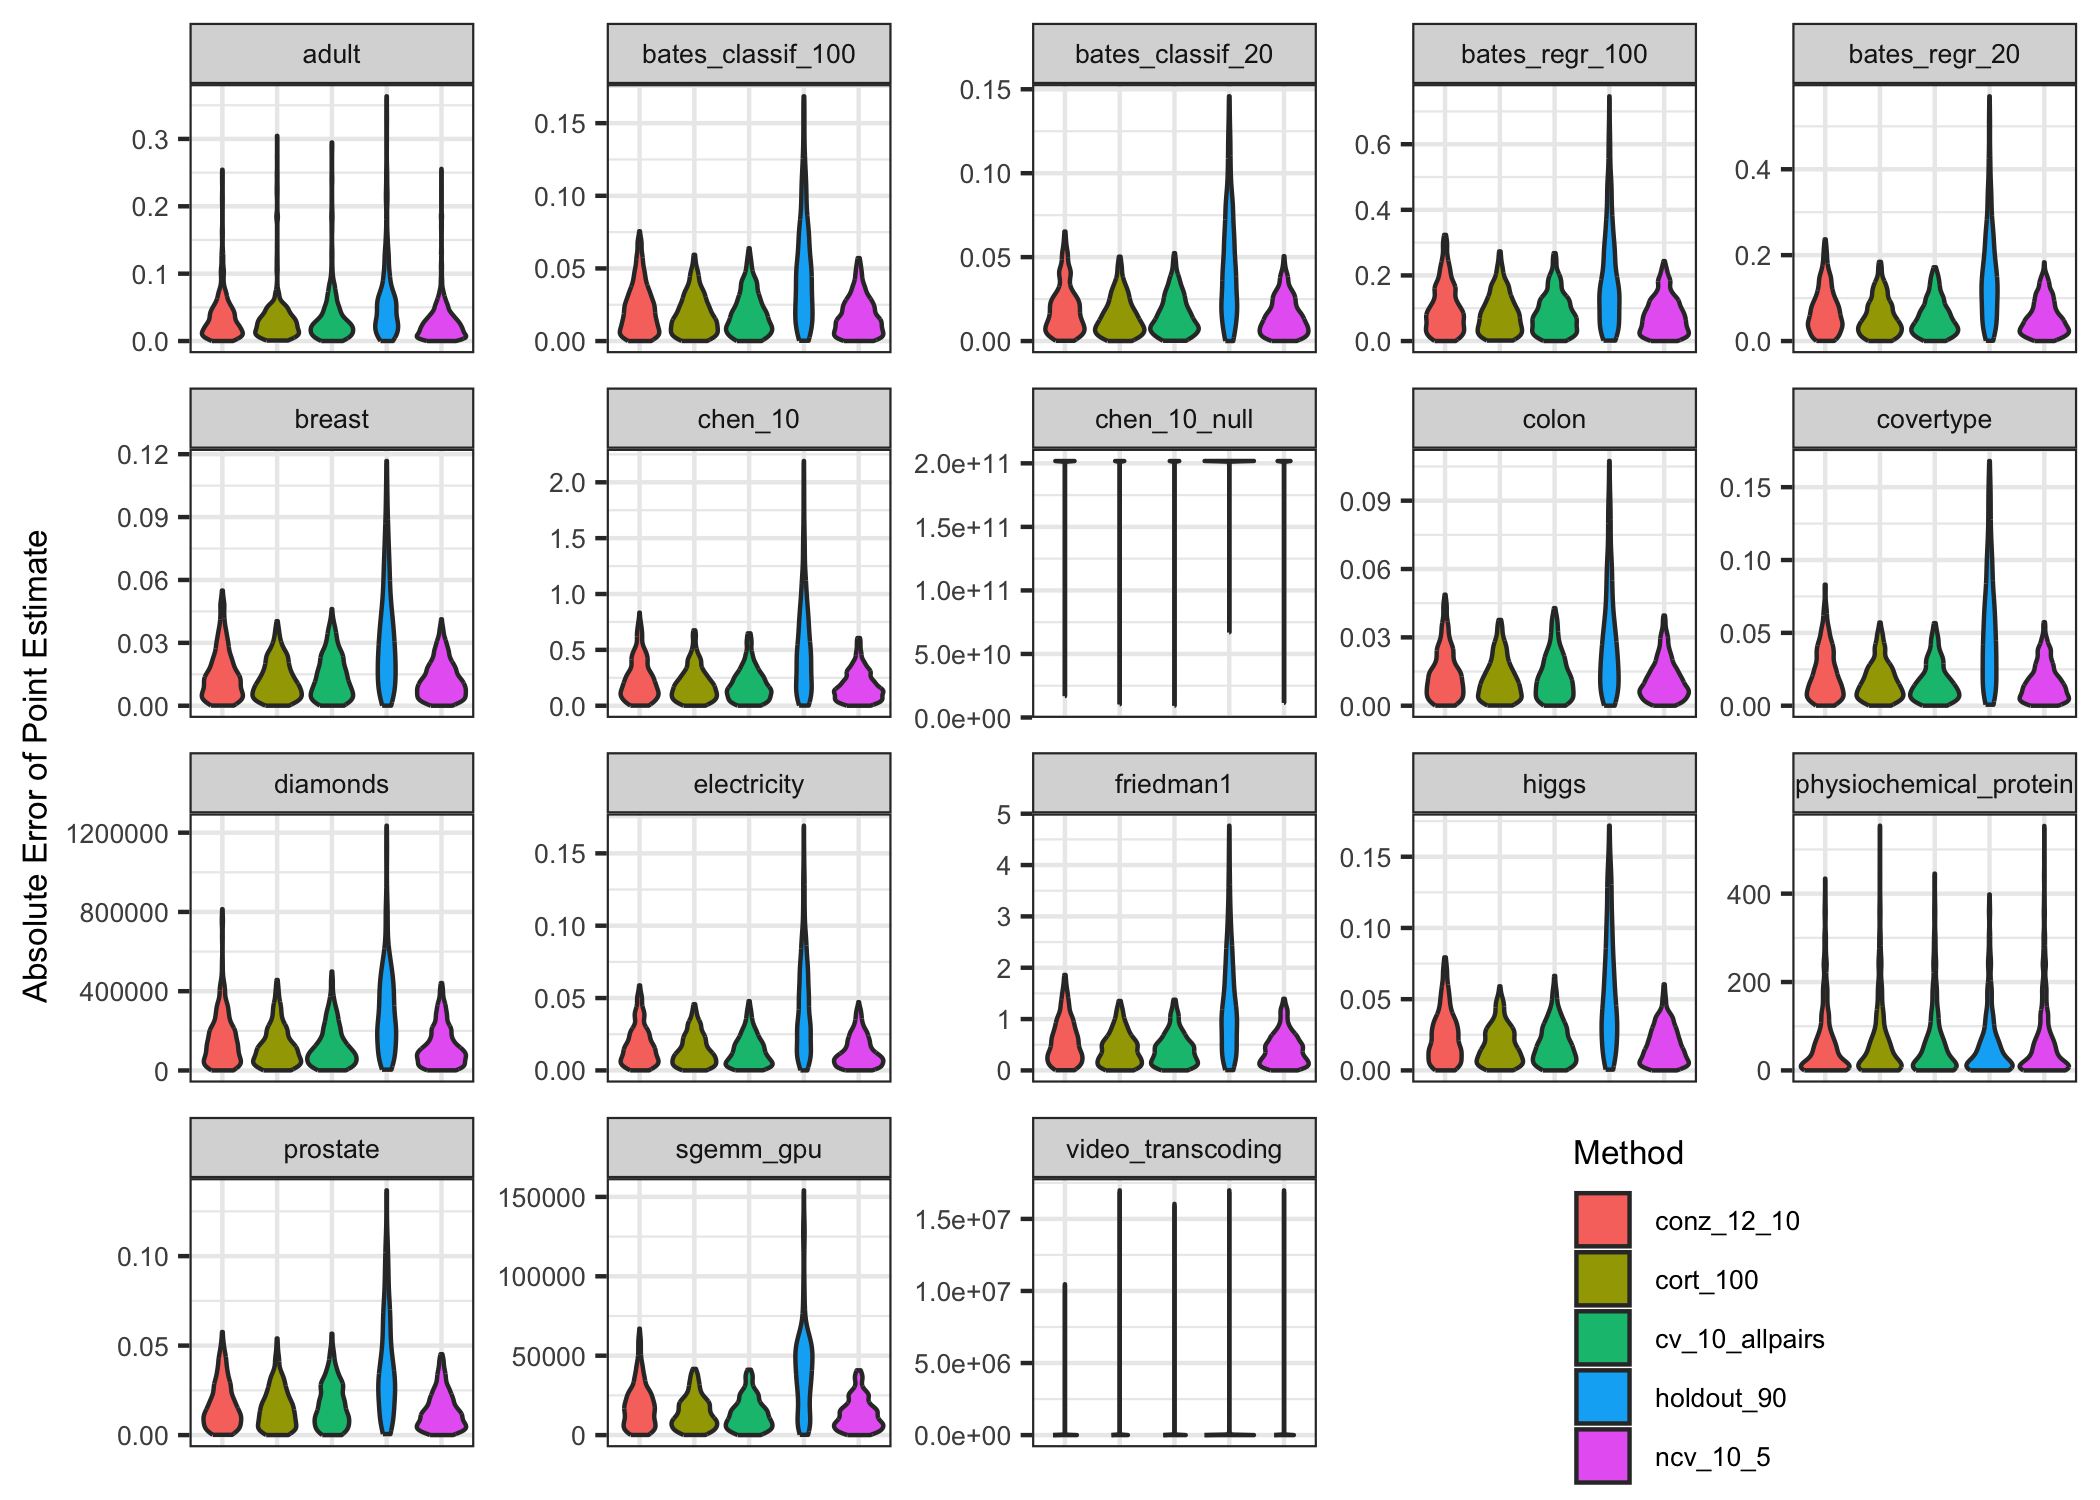 adult
bates_classif_100
bates_classif_20
bates_regr_100
bates_regr_20
0.3
0.2
0.1
0.0
0.15
0.10
0.05
0.00
0.15
0.10
0.05
0.00
0.6
0.4
0.2
0.0
0.4
0.2
0.0
breast
chen_10
chen_10_null
colon
covertype
0.12
0.09
0.06
0.03
0.00
2.0
1.5
1.0
0.5
0.0
2.0e+11
1.5e+11
1.0e+11
5.0e+10
0.0e+00
0.09
0.06
0.03
0.00
0.15
0.10
0.05
0.00
Absolute Error of Point Estimate
diamonds
electricity
friedman1
higgs
physiochemical_protein
1200000
800000
400000
0
0.15
0.10
0.05
0.00
5
4
3
2
1
0
0.15
0.10
0.05
0.00
400
200
0
prostate
sgemm_gpu
video_transcoding
0.10
0.05
0.00
150000
100000
50000
0
1.5e+07
1.0e+07
5.0e+06
0.0e+00
Method
conz_12_10
cort_100
cv_10_allpairs
holdout_90
ncv_10_5